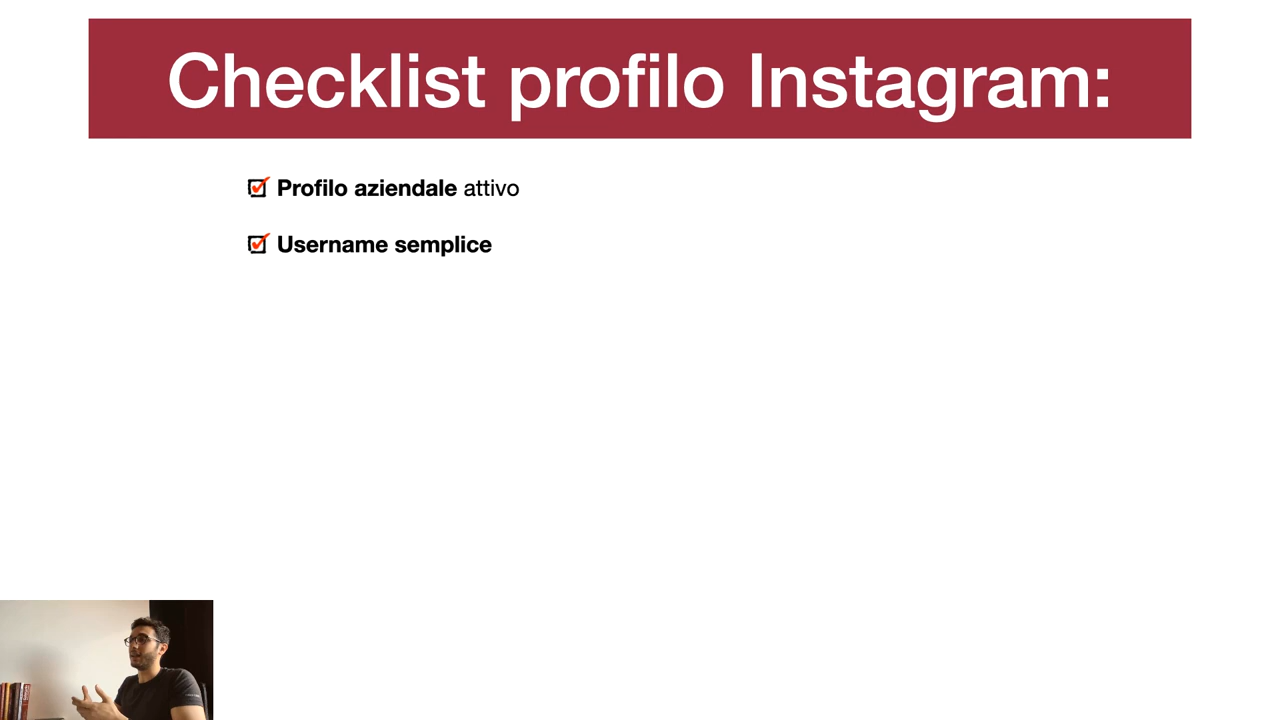 Checklist profilo Instagram:
Profilo aziendale attivo
Username semplice